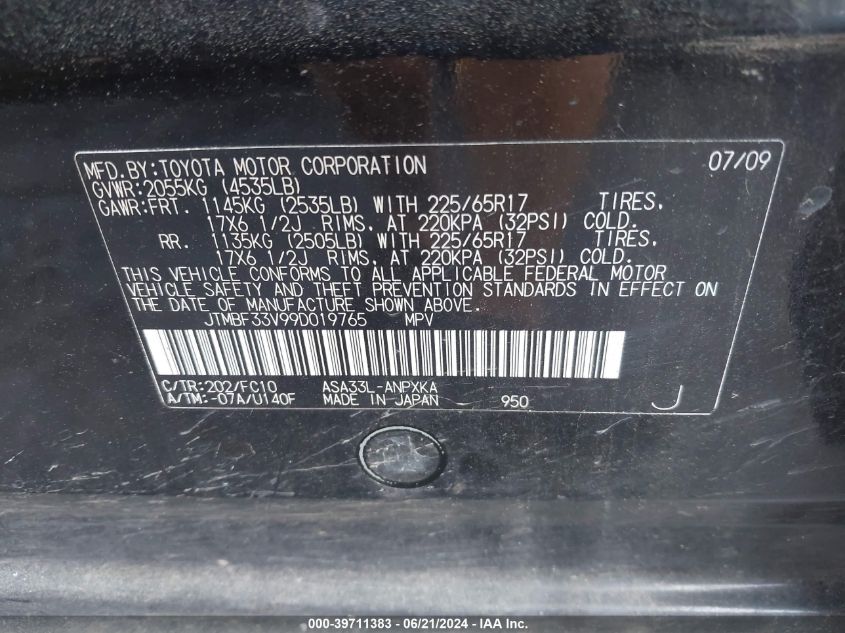 MFD.BY:TOYOTA MOTOR CORPORATION 07/09
GVWR:2055KG (4535LB)
GAWR:FRT. 1145KG (2535LB) WITH 225/65R17 TIRES,
17X6 1/2J RIMS, AT 220KPA (32PSI) COLD.
RR. 1135KG (2505LB) WITH 225/65R17 TIRES,
17X6 1/2J RIMS, AT 220KPA (32PSI) COLD.
THIS VEHICLE CONFORMS TO ALL APPLICABLE FEDERAL MOTOR
VEHICLE SAFETY AND THEFT PREVENTION STANDARDS IN EFFECT ON
THE DATE OF MANUFACTURE SHOWN ABOVE.
JTMBF33V99D019765 MPV
C/TR:202/FC10 ASA33L-ANPXKA
A/TM:-07A/U140F MADE IN JAPAN 950 J
000-39711383 - 06/21/2024 - IAA Inc.